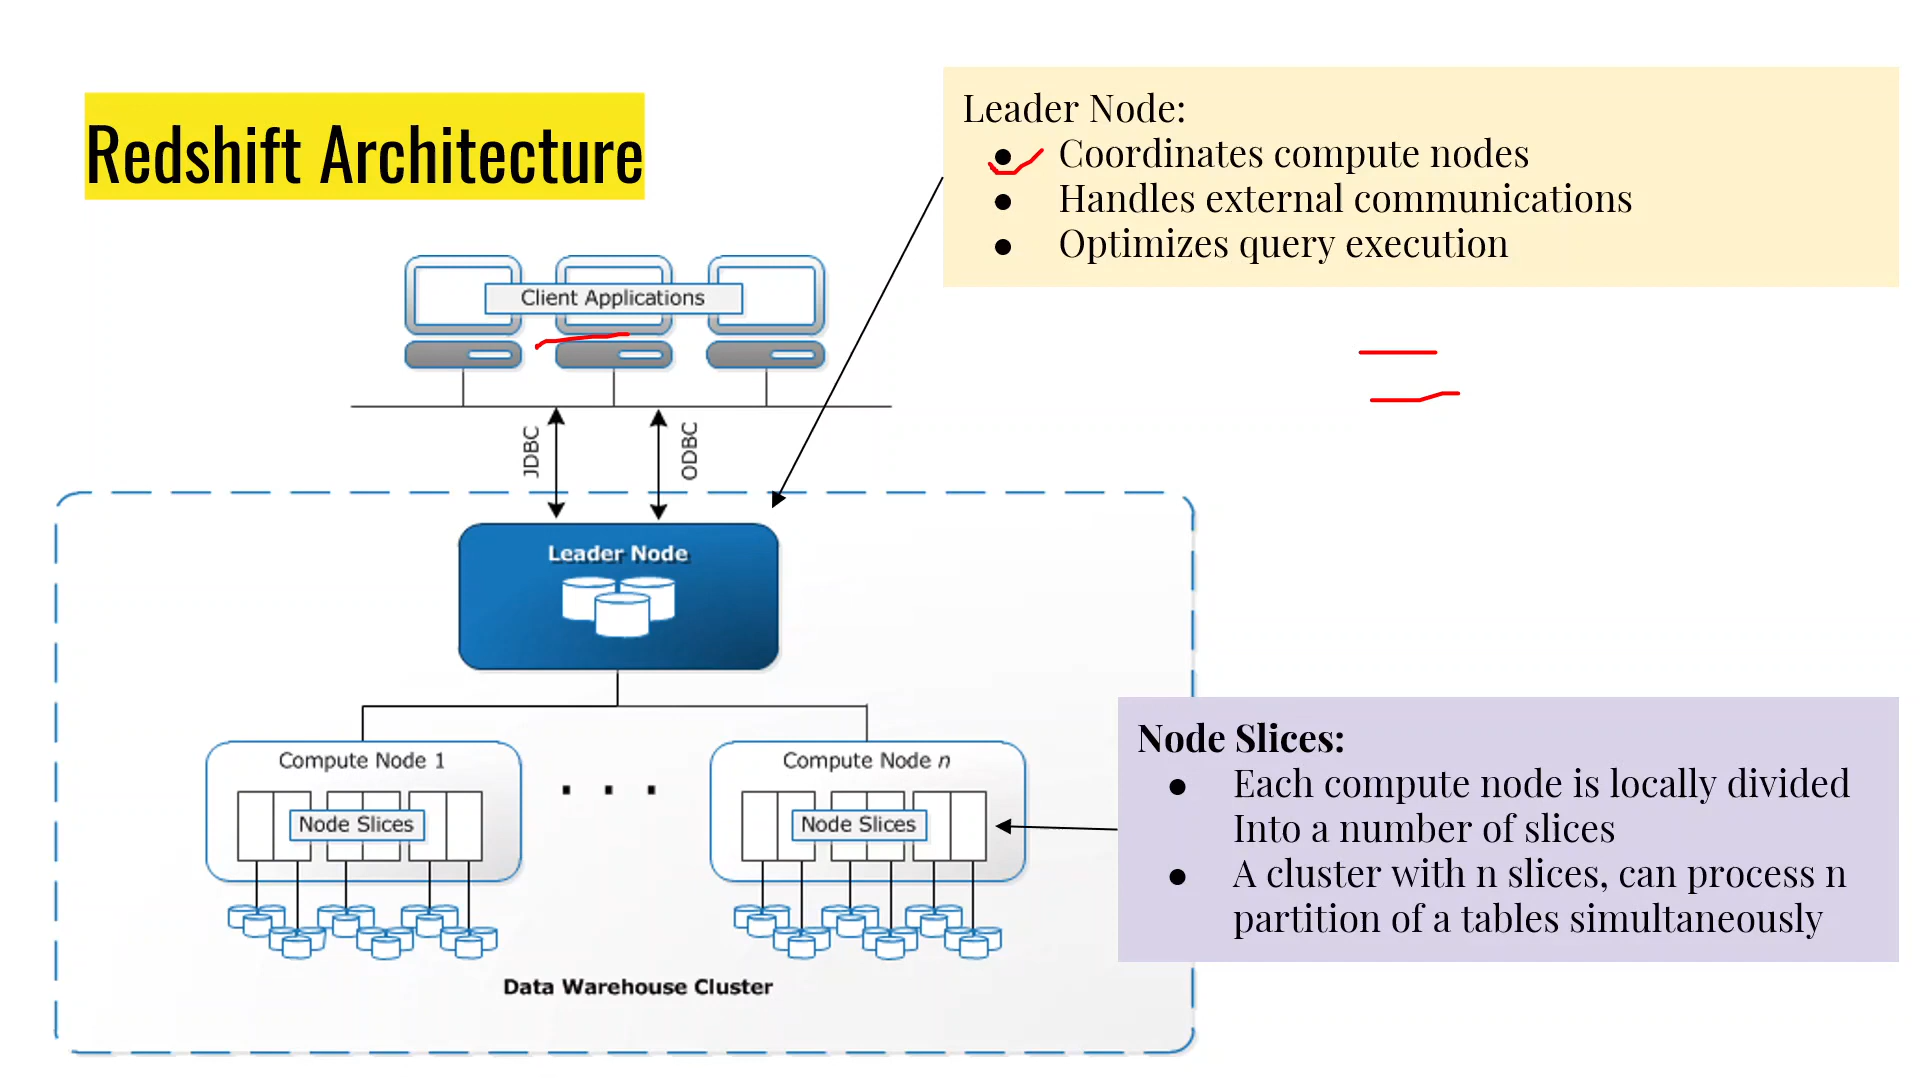 Redshift Architecture
Leader Node:
● Coordinates compute nodes
● Handles external communications
● Optimizes query execution
Client Applications
JDBC
ODBC
Leader Node
Compute Node 1
Compute Node n
Node Slices
Node Slices
Data Warehouse Cluster
Node Slices:
● Each compute node is locally divided
Into a number of slices
● A cluster with n slices, can process n
partition of a tables simultaneously